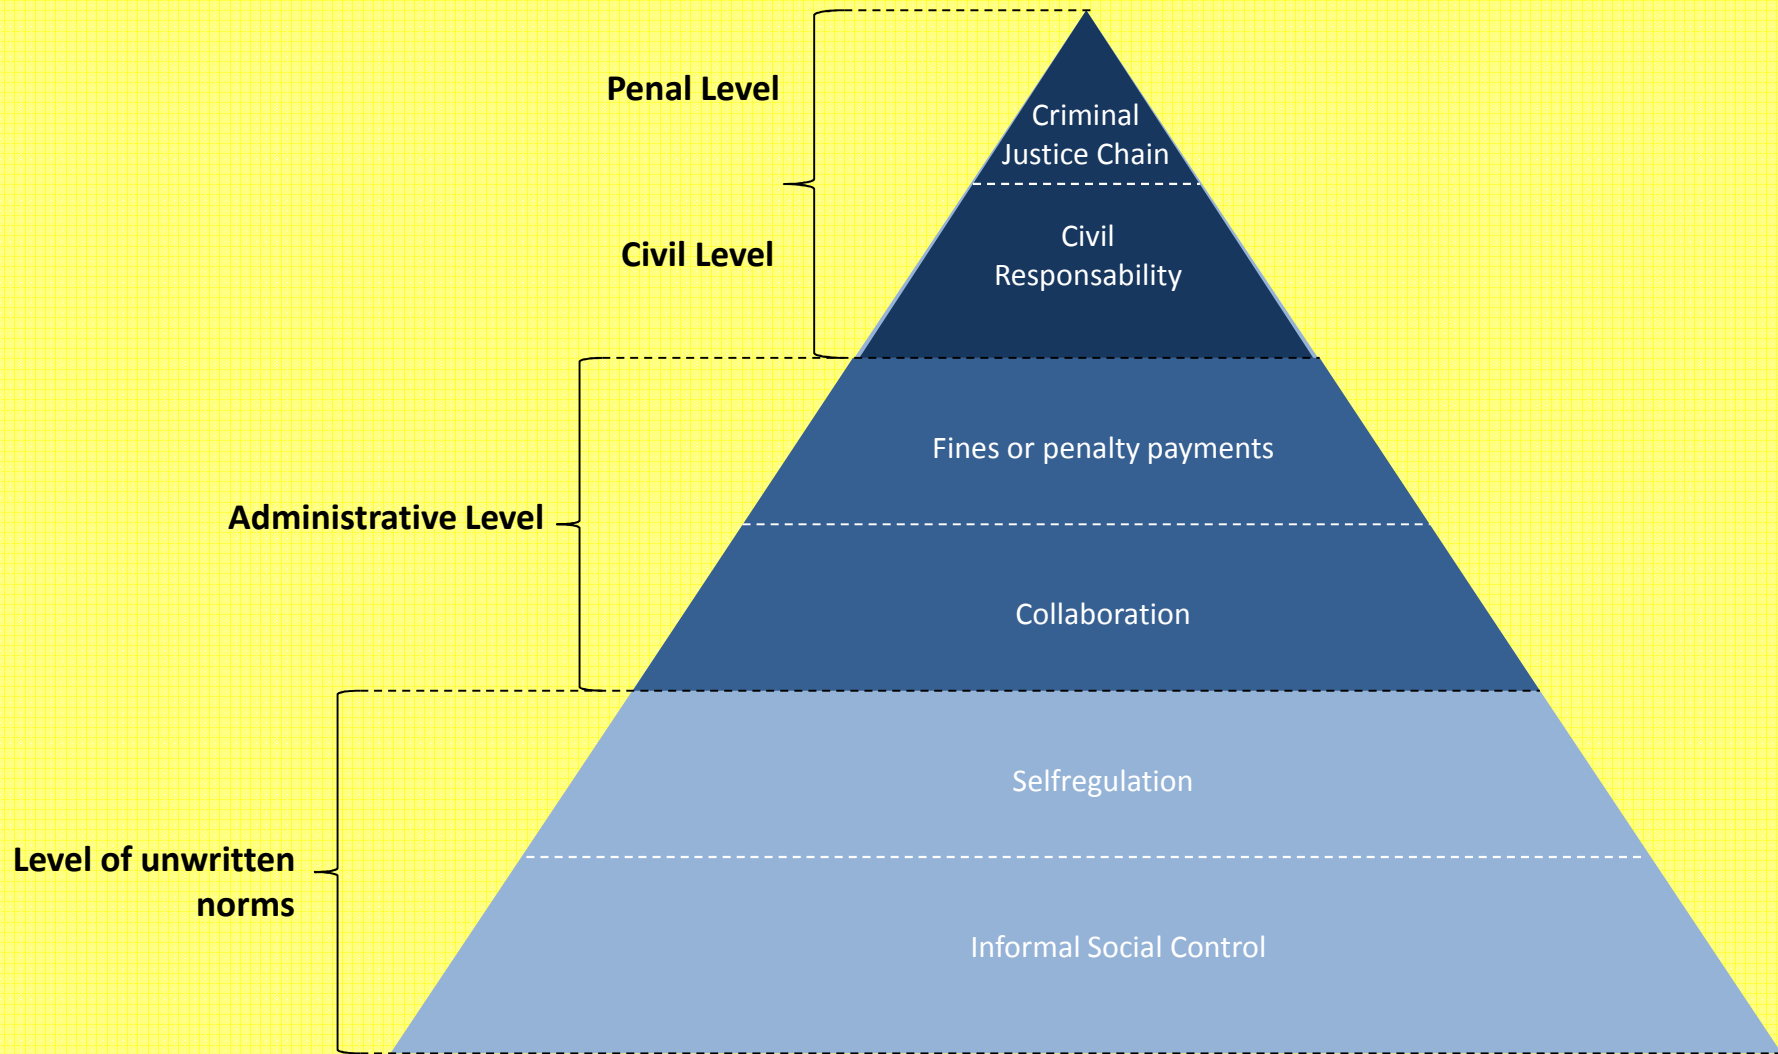 Penal Level
Criminal
Justice Chain
Civil Level
Civil
Responsability
Fines or penalty payments
Administrative Level
Collaboration
Selfregulation
Level of unwritten
norms
Informal Social Control